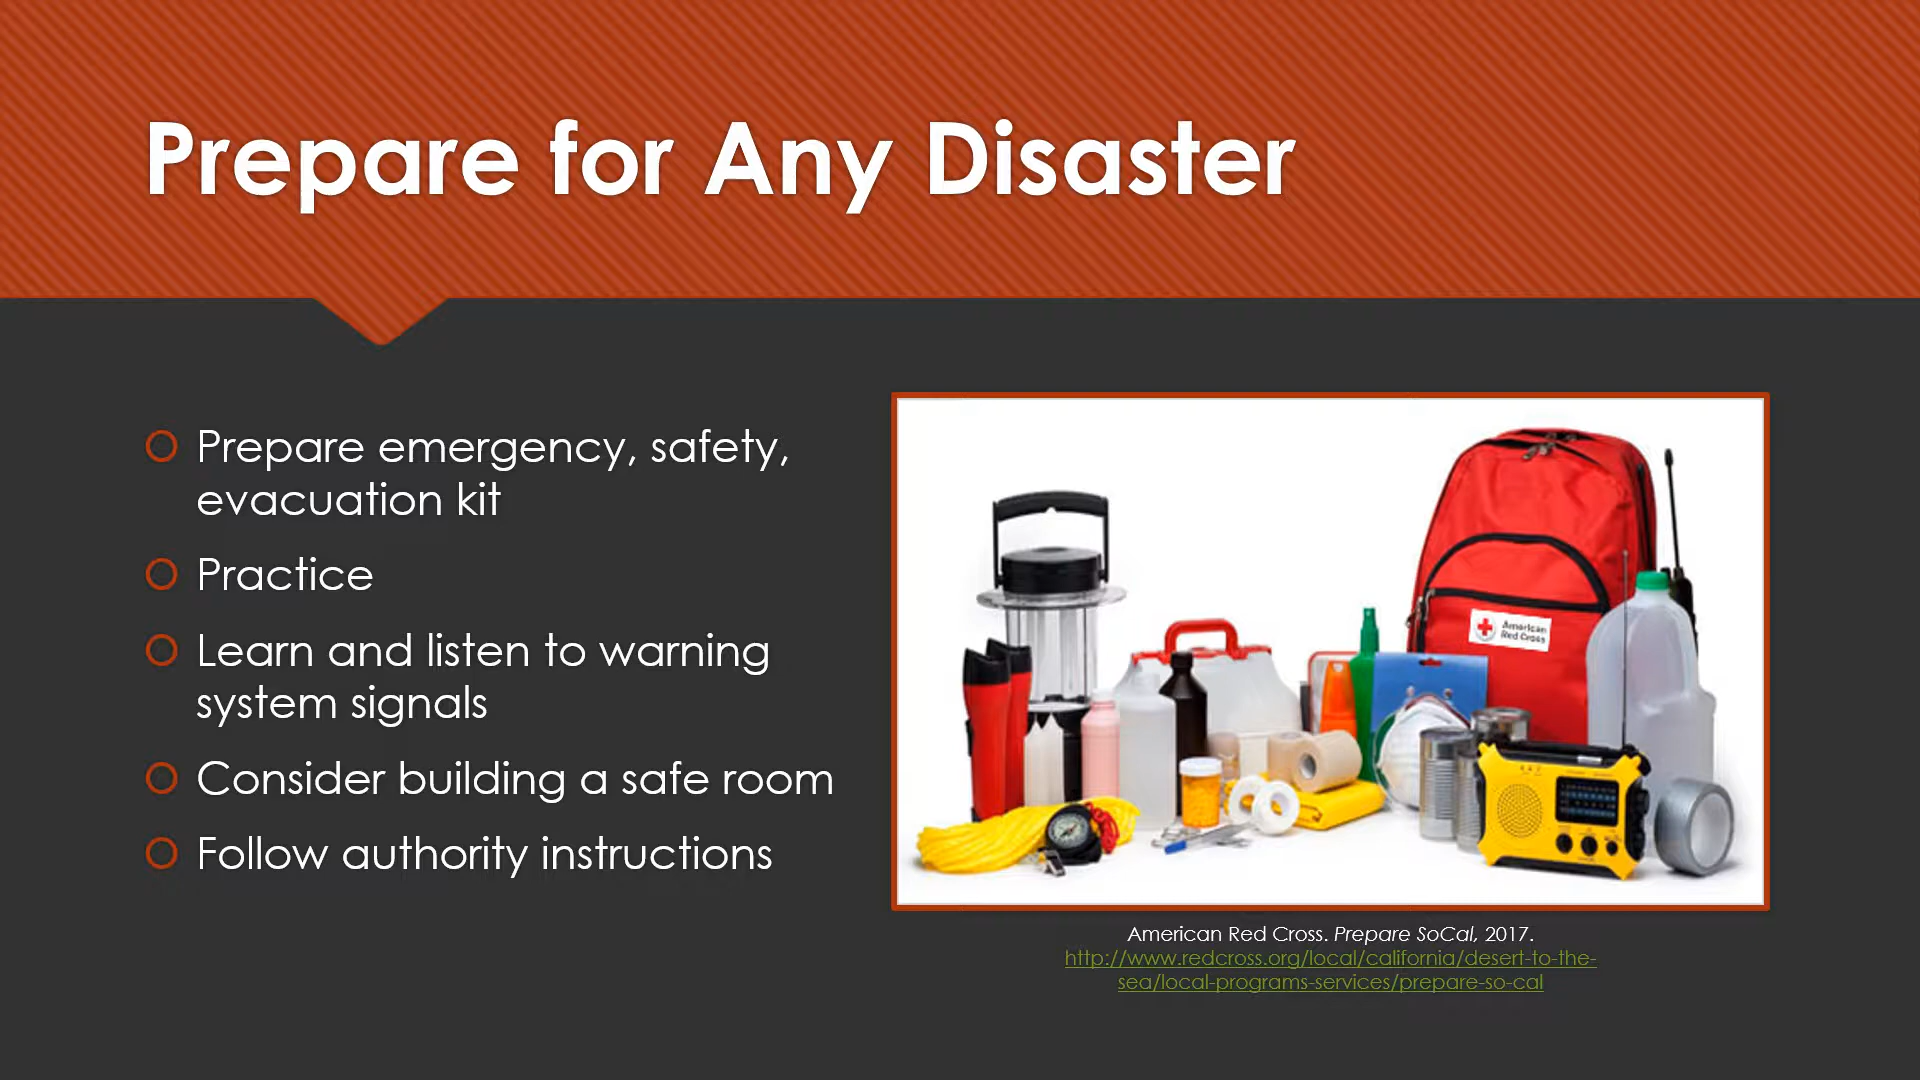 Prepare for Any Disaster
Prepare emergency, safety,
evacuation kit
Practice
Learn and listen to warning
system signals
Consider building a safe room
Follow authority instructions
American
Red Cross
American Red Cross. Prepare SoCal, 2017.
http://www.redcross.org/local/california/desert-to-the-
sea/local-programs-services/prepare-so-cal